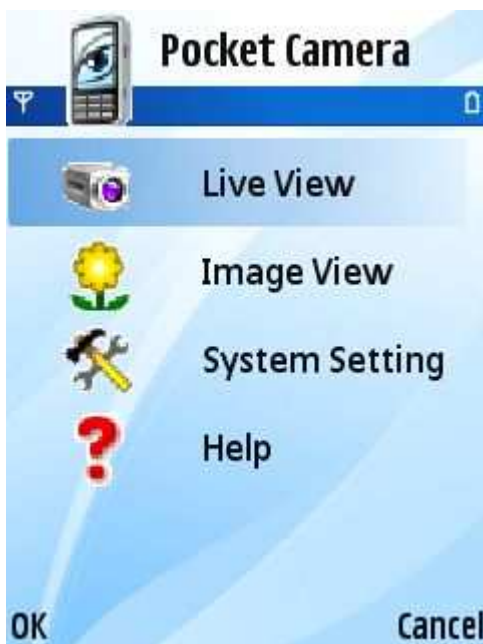 Pocket Camera
Live View
Image View
System Setting
Help
OK
Cancel